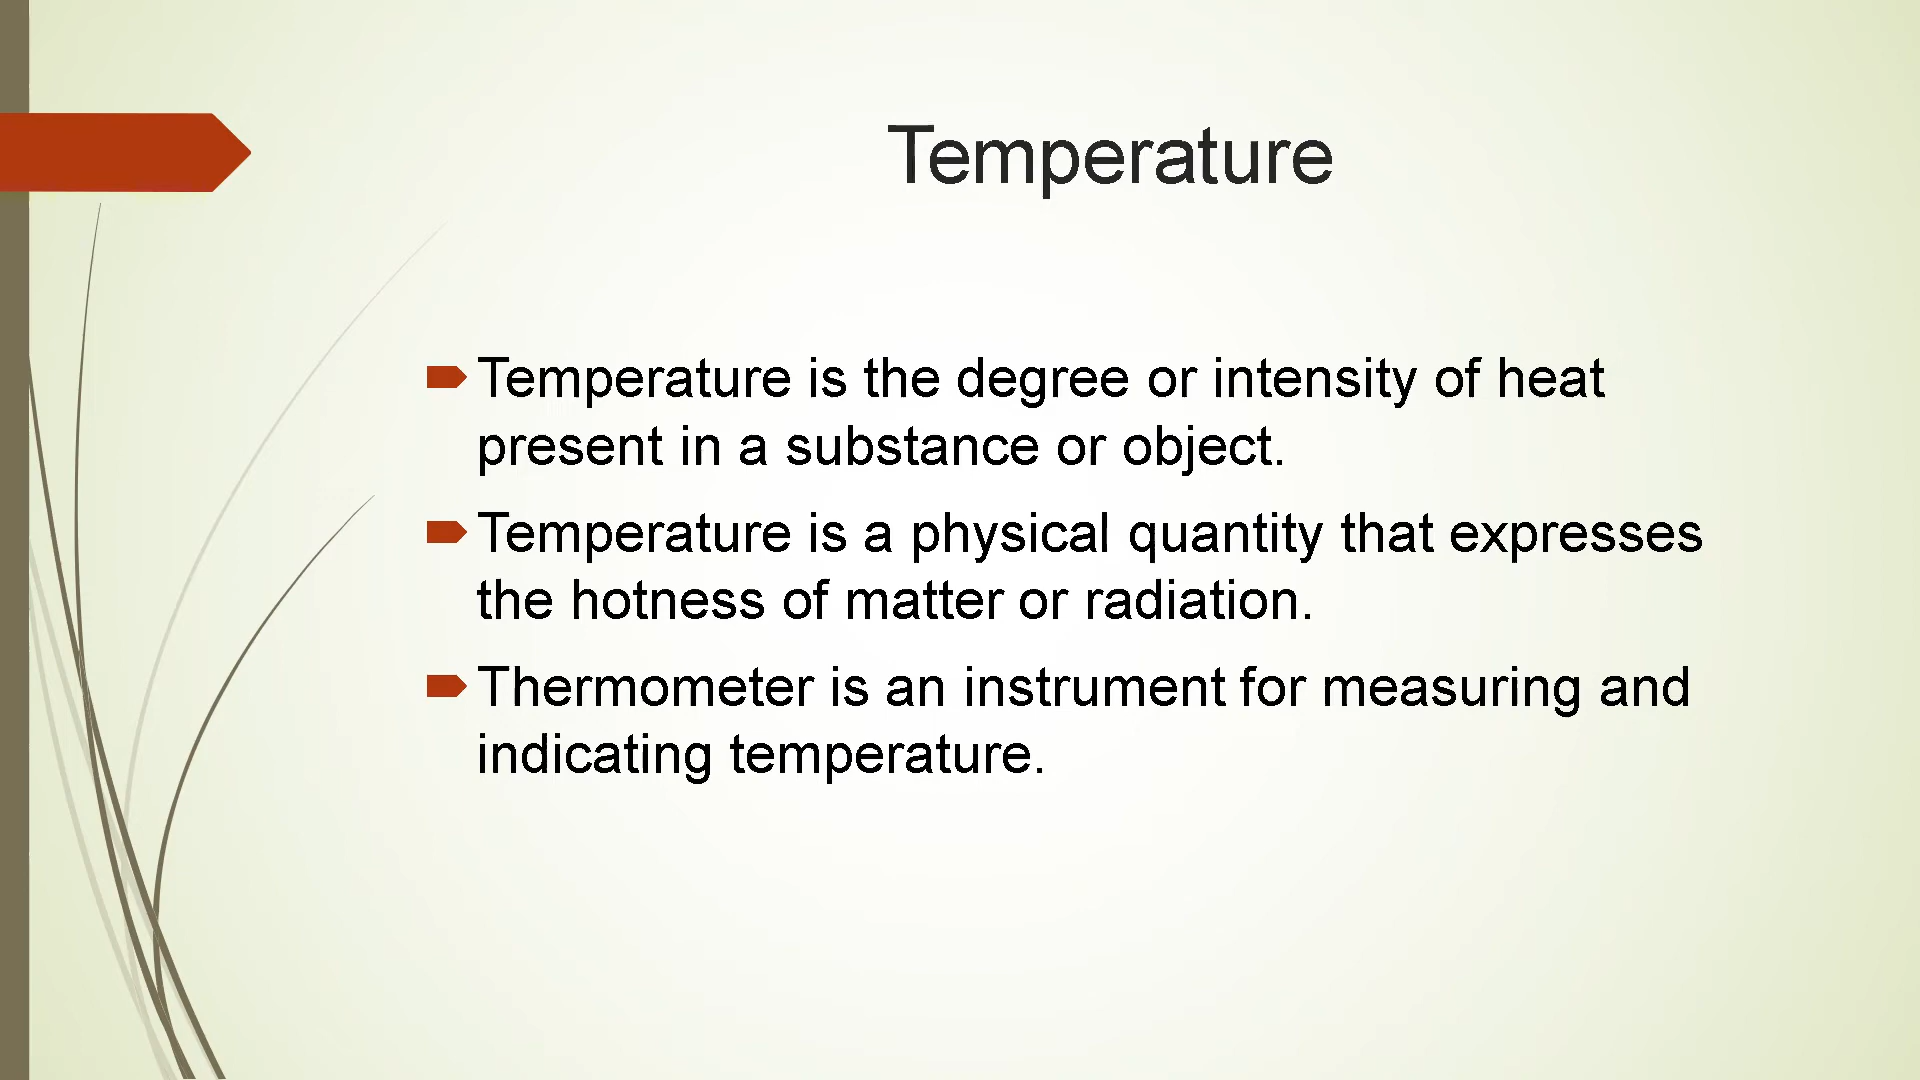 Temperature
Temperature is the degree or intensity of heat
present in a substance or object.
Temperature is a physical quantity that expresses
the hotness of matter or radiation.
Thermometer is an instrument for measuring and
indicating temperature.